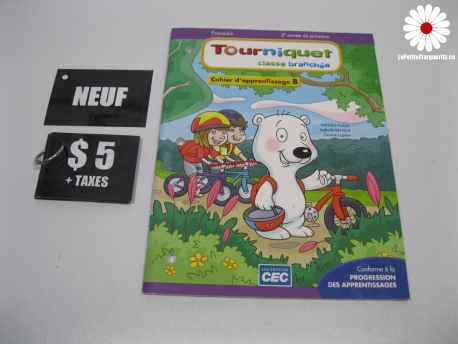 LaPetiteMarguerite.ca
NEUF
$ 5
+ TAXES
Français
2e année du primaire
Tourniquet
classe branchée
Cahier d'apprentissage B
LES ÉDITIONS
CEC
Conforme à la
PROGRESSION
DES APPRENTISSAGES